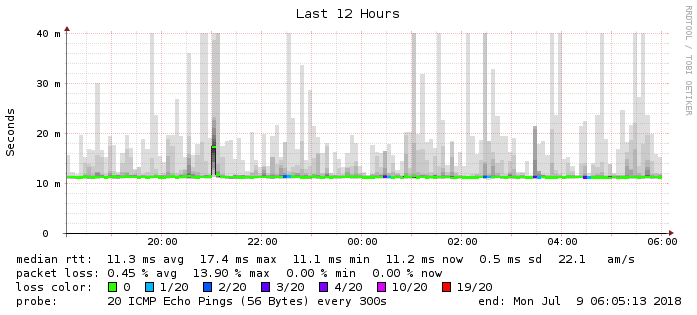 Last 12 Hours
RRDTOOL / TOBI OETIKER
Seconds
40 m
30 m
20 m
10 m
0
20:00 22:00 00:00 02:00 04:00 06:00
median rtt: 11.3 ms avg 17.4 ms max 11.1 ms min 11.2 ms now 0.5 ms sd 22.1 am/s
packet loss: 0.45 % avg 13.90 % max 0.00 % min 0.00 % now
loss color: 0 1/20 2/20 3/20 4/20 10/20 19/20
probe: 20 ICMP Echo Pings (56 Bytes) every 300s end: Mon Jul 9 06:05:13 2018